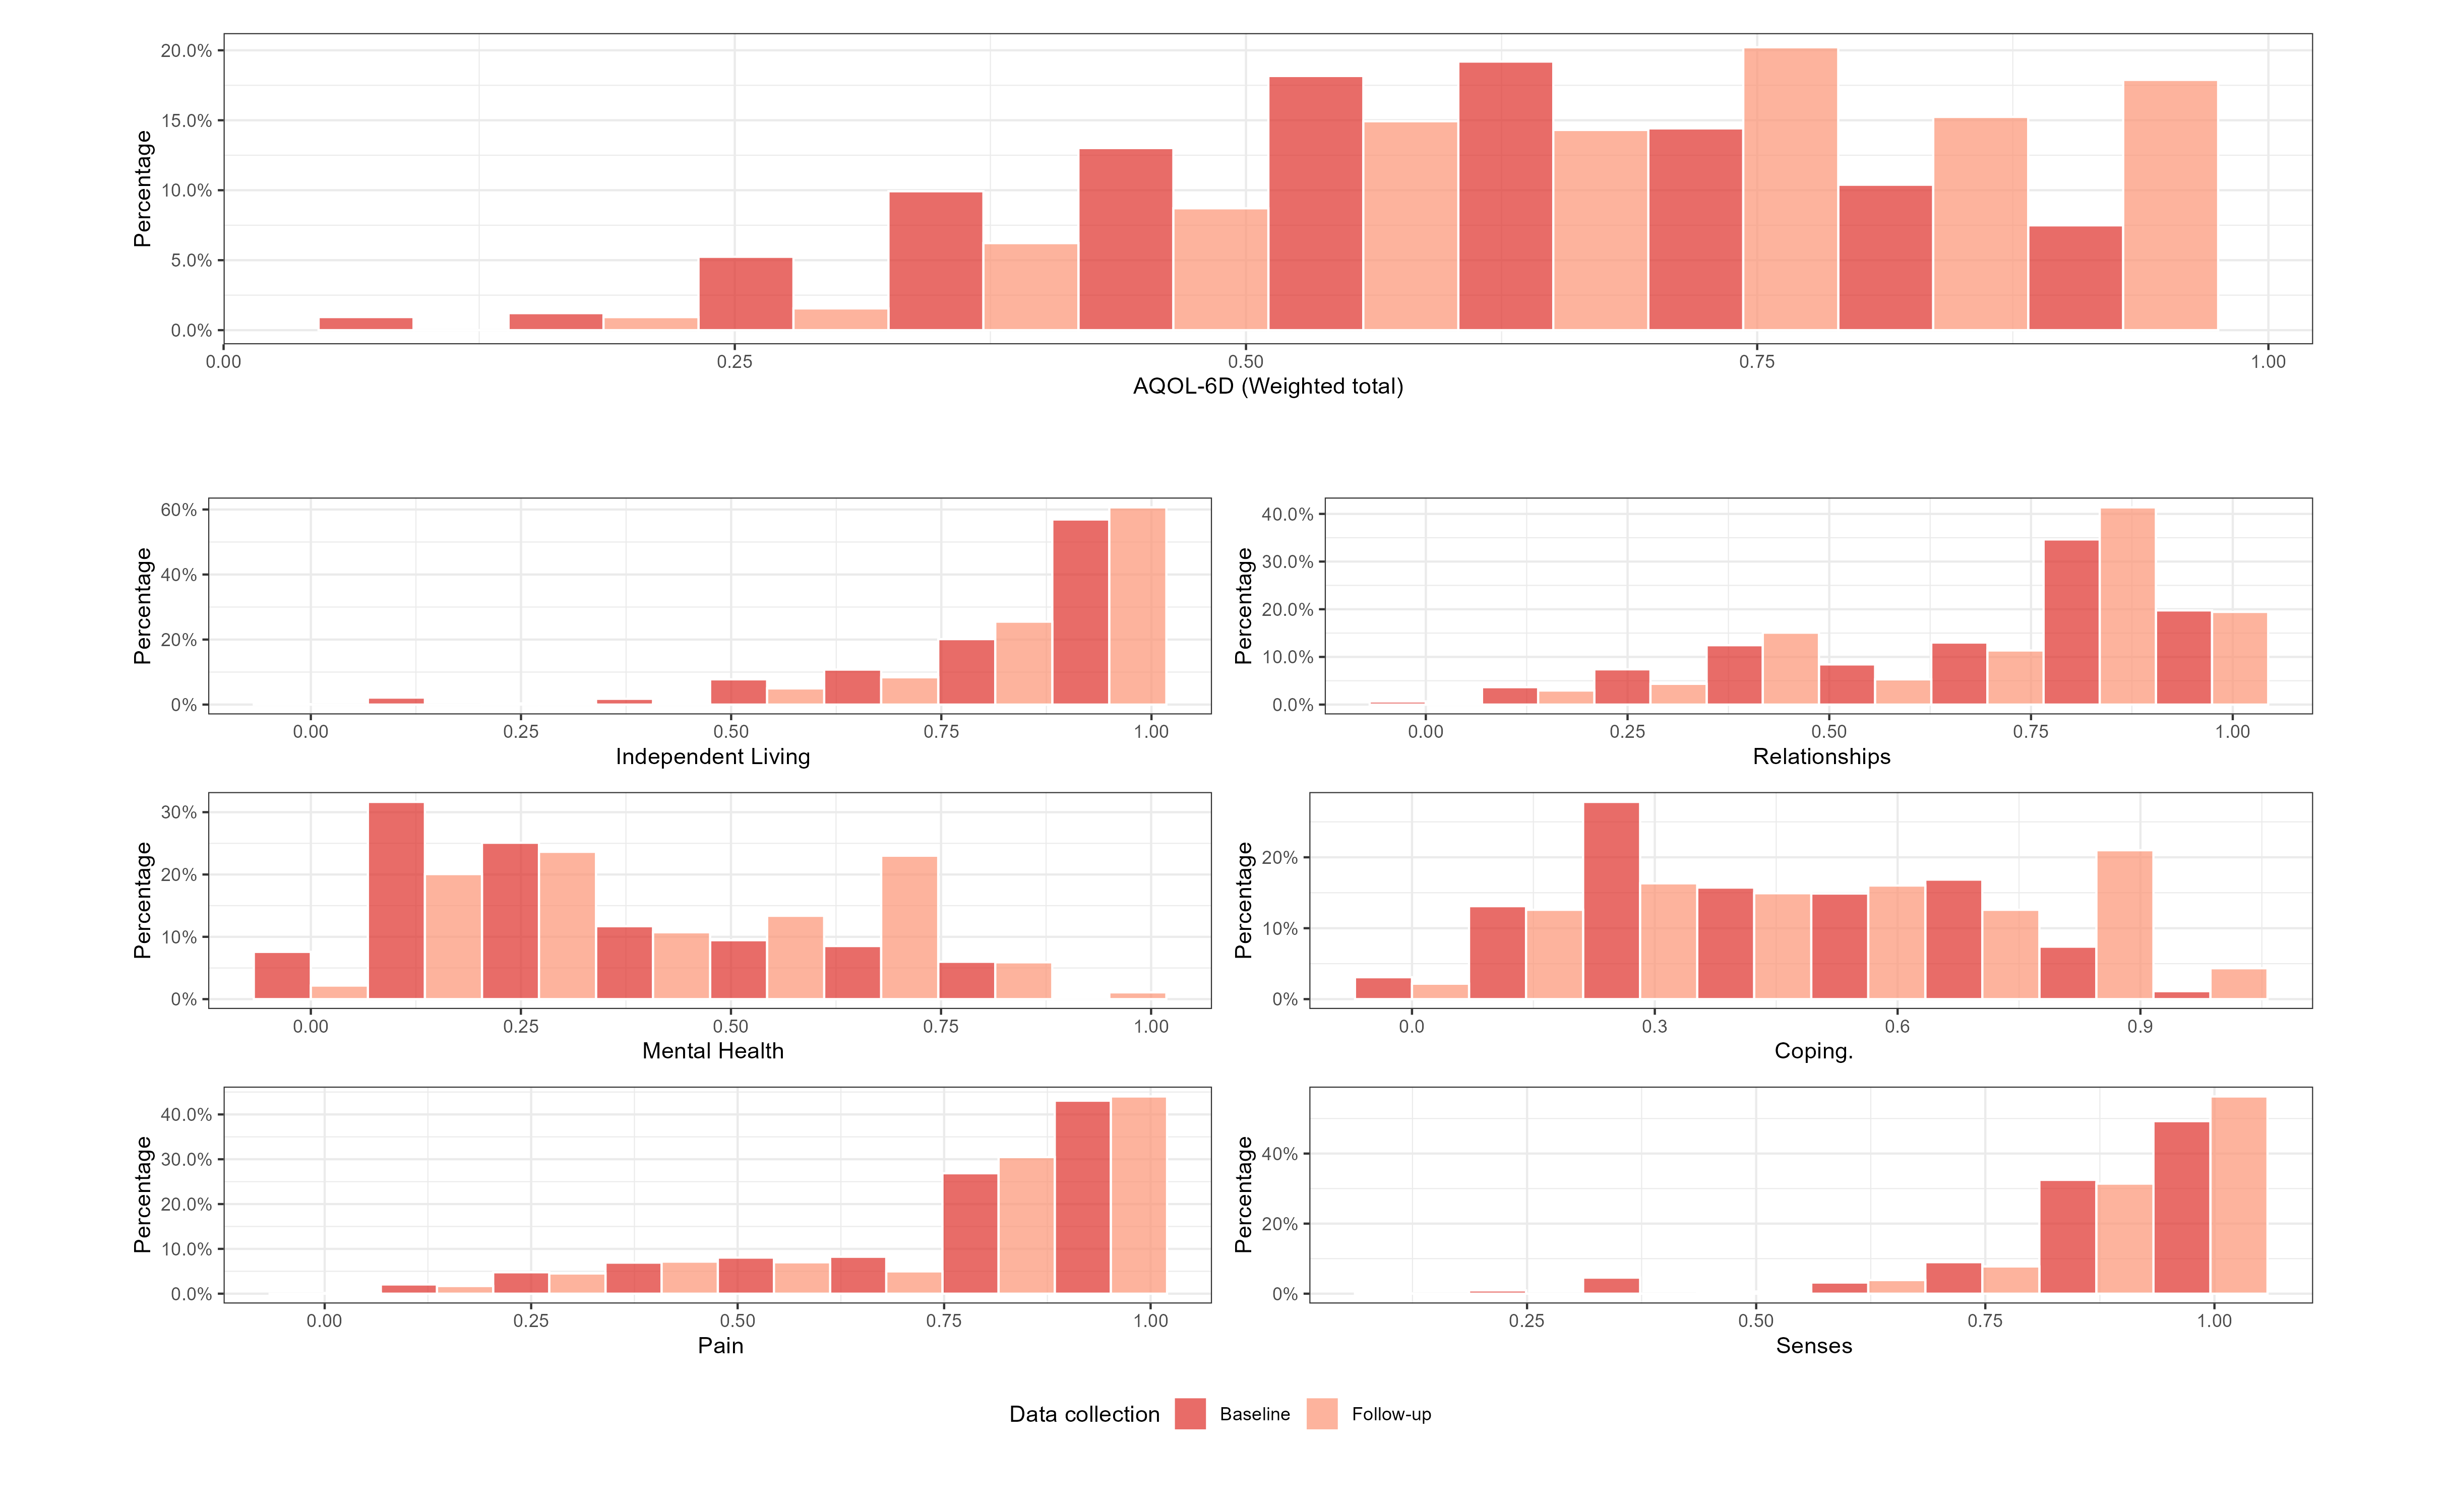 20.0%
15.0%
10.0%
5.0%
0.0%
Percentage
0.00 0.25 0.50 0.75 1.00
AQOL-6D (Weighted total)
60%
40%
20%
0%
Percentage
0.00 0.25 0.50 0.75 1.00
Independent Living
40.0%
30.0%
20.0%
10.0%
0.0%
Percentage
0.00 0.25 0.50 0.75 1.00
Relationships
30%
20%
10%
0%
Percentage
0.00 0.25 0.50 0.75 1.00
Mental Health
20%
10%
0%
Percentage
0.0 0.3 0.6 0.9
Coping.
40.0%
30.0%
20.0%
10.0%
0.0%
Percentage
0.00 0.25 0.50 0.75 1.00
Pain
40%
20%
0%
Percentage
0.25 0.50 0.75 1.00
Senses
Data collection Baseline Follow-up